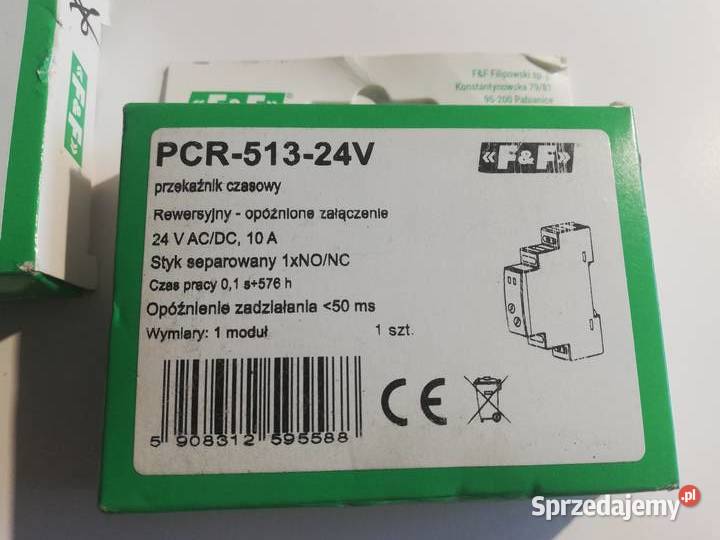 F&F Filipowski sp. j.
Konstantynowska 79/81
95-200 Pabianice
«F&F»
«F&F»
PCR-513-24V
«F&F»
przekaźnik czasowy
Rewersyjny - opóźnione załączenie
24 V AC/DC, 10 A
Styk separowany 1xNO/NC
Czas pracy 0,1 s÷576 h
Opóźnienie zadziałania <50 ms
Wymiary: 1 moduł
1 szt.
5 908312 595588
CE
Sprzedajemy.pl